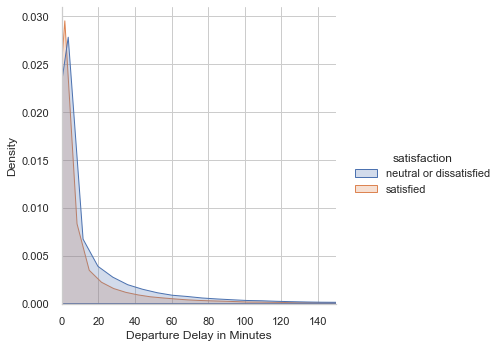 0.030
0.025
0.020
0.015
0.010
0.005
0.000
Density
0 20 40 60 80 100 120 140
Departure Delay in Minutes
satisfaction
neutral or dissatisfied
satisfied